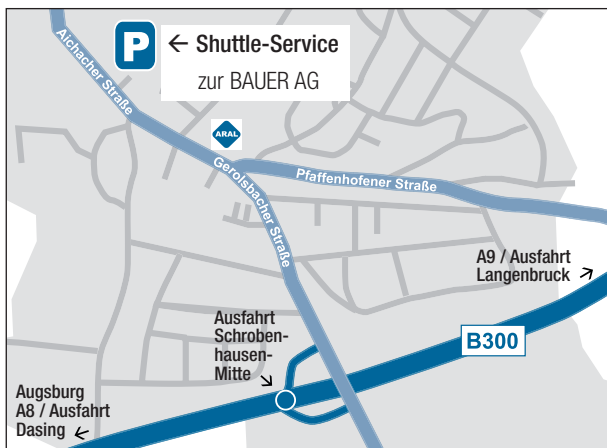 P
← Shuttle-Service
zur BAUER AG
Aichacher Straße
ARAL
Gerolsbacher Straße
Pfaffenhofener Straße
A9 / Ausfahrt
Langenbruck ↗
Ausfahrt
Schroben-
hausen-
Mitte ↘
B300
Augsburg
A8 / Ausfahrt
Dasing ↙